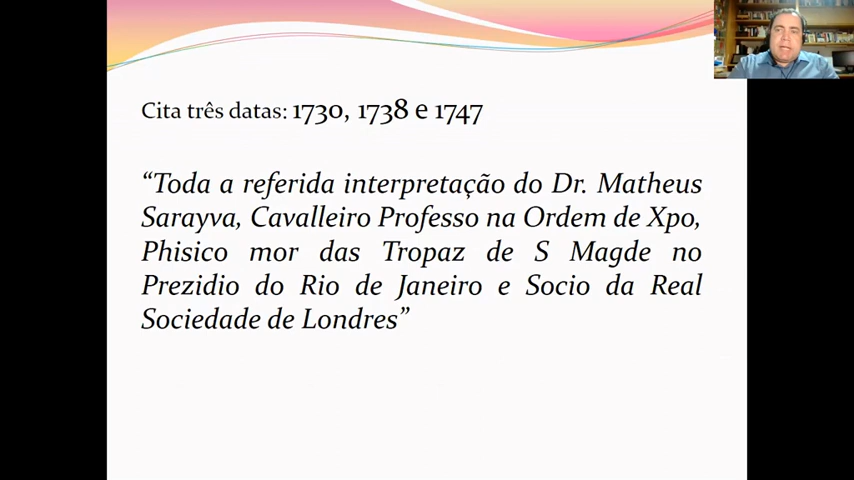 Cita três datas: 1730, 1738 e 1747
“Toda a referida interpretação do Dr. Matheus
Sarayva, Cavalleiro Professo na Ordem de Xpo,
Phisico mor das Tropaz de S Magde no
Prezidio do Rio de Janeiro e Socio da Real
Sociedade de Londres”